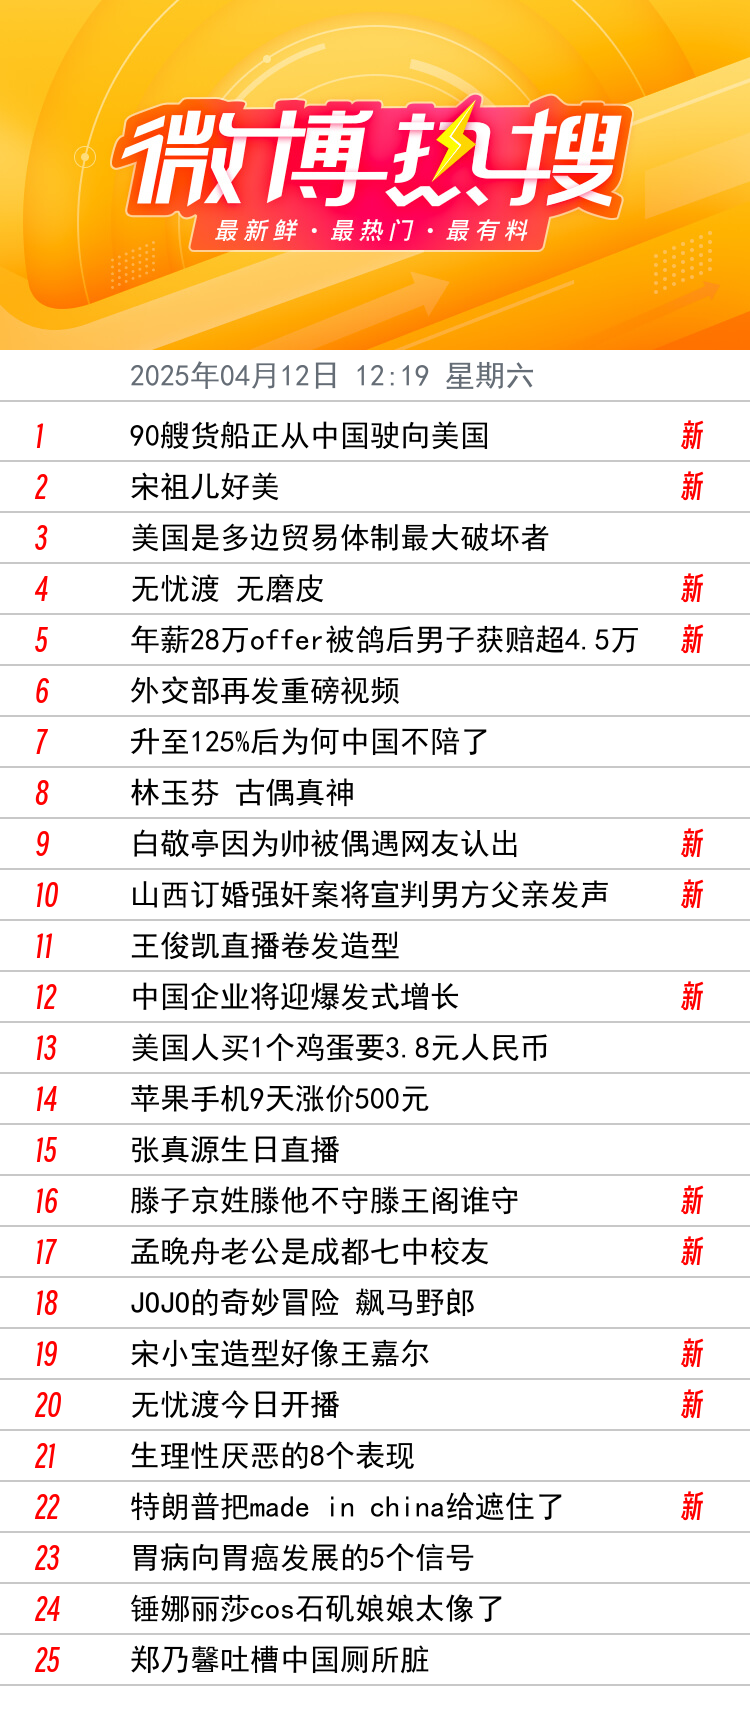 微博热搜
最新鲜·最热门·最有料
2025年04月12日 12:19 星期六
1 90艘货船正从中国驶向美国 新
2 宋祖儿好美 新
3 美国是多边贸易体制最大破坏者
4 无忧渡 无磨皮 新
5 年薪28万offer被鸽后男子获赔超4.5万 新
6 外交部再发重磅视频
7 升至125%后为何中国不陪了
8 林玉芬 古偶真神
9 白敬亭因为帅被偶遇网友认出 新
10 山西订婚强奸案将宣判男方父亲发声 新
11 王俊凯直播卷发造型
12 中国企业将迎爆发式增长 新
13 美国人买1个鸡蛋要3.8元人民币
14 苹果手机9天涨价500元
15 张真源生日直播
16 滕子京姓滕他不守滕王阁谁守 新
17 孟晚舟老公是成都七中校友 新
18 JOJO的奇妙冒险 飙马野郎
19 宋小宝造型好像王嘉尔 新
20 无忧渡今日开播 新
21 生理性厌恶的8个表现
22 特朗普把made in china给遮住了 新
23 胃病向胃癌发展的5个信号
24 锤娜丽莎cos石矶娘娘太像了
25 郑乃馨吐槽中国厕所脏